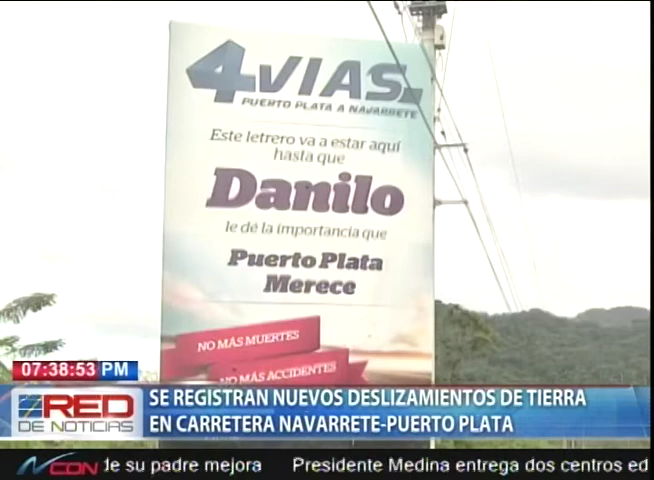 4VIAS.
PUERTO PLATA A NAVARRETE
Este letrero va a estar aquí
hasta que
Danilo
le dé la importancia que
Puerto Plata
Merece
NO MÁS MUERTES
NO MÁS ACCIDENTES
07:38:53 PM
RED
DE NOTICIAS
SE REGISTRAN NUEVOS DESLIZAMIENTOS DE TIERRA
EN CARRETERA NAVARRETE-PUERTO PLATA
NCDN
de su padre mejora Presidente Medina entrega dos centros ed